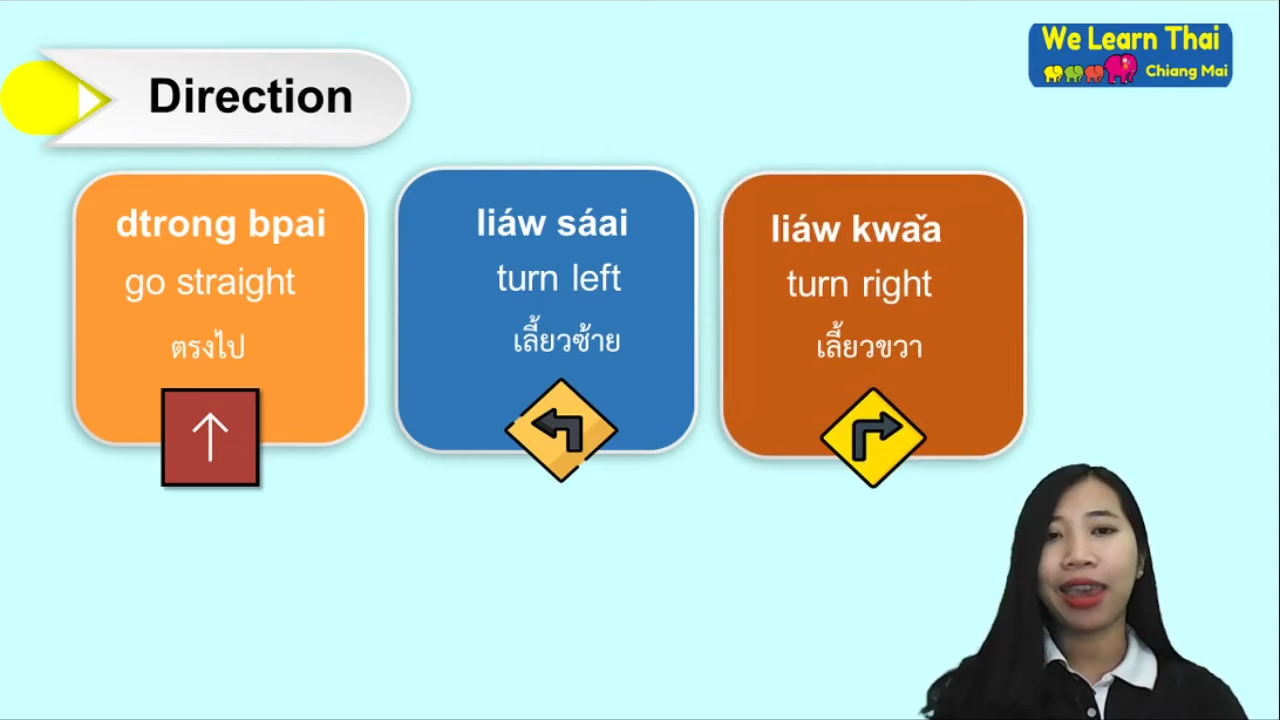 We Learn Thai
Chiang Mai
Direction
dtrong bpai
go straight
ตรงไป
liáw sáai
turn left
เลี้ยวซ้าย
liáw kwaǎ
turn right
เลี้ยวขวา